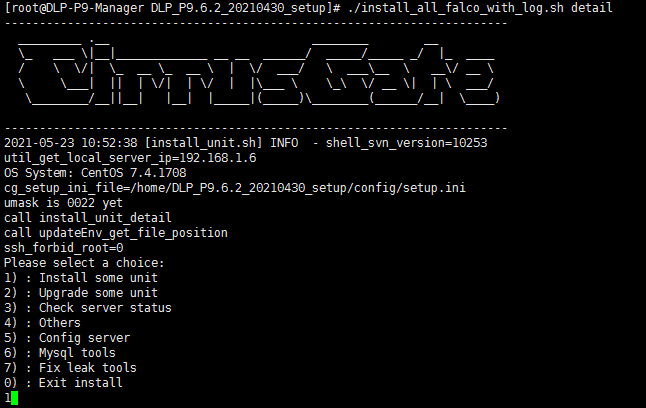 [root@DLP-P9-Manager DLP_P9.6.2_20210430_setup]# ./install_all_falco_with_log.sh detail
CirrusGate
2021-05-23 10:52:38 [install_unit.sh] INFO  - shell_svn_version=10253
util_get_local_server_ip=192.168.1.6
OS System: CentOS 7.4.1708
cg_setup_ini_file=/home/DLP_P9.6.2_20210430_setup/config/setup.ini
umask is 0022 yet
call install_unit_detail
call updateEnv_get_file_position
ssh_forbid_root=0
Please select a choice:
1) : Install some unit
2) : Upgrade some unit
3) : Check server status
4) : Others
5) : Config server
6) : Mysql tools
7) : Fix leak tools
0) : Exit install
1